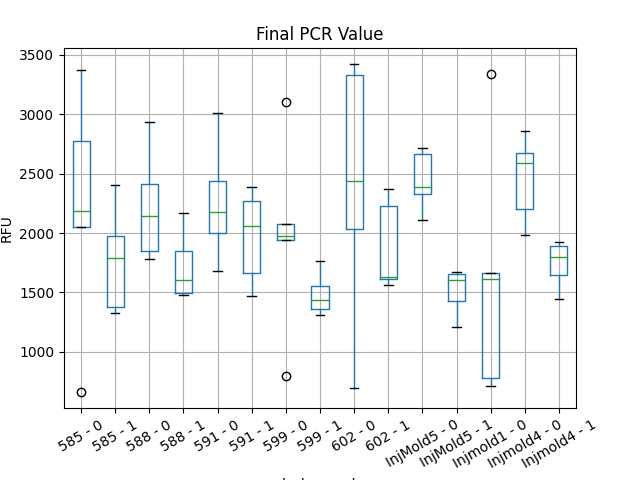 Final PCR Value
3500
3000
2500
2000
1500
1000
RFU
585 - 0
585 - 1
588 - 0
588 - 1
591 - 0
591 - 1
599 - 0
599 - 1
602 - 0
602 - 1
InjMold5 - 0
InjMold5 - 1
Injmold1 - 0
Injmold4 - 0
Injmold4 - 1